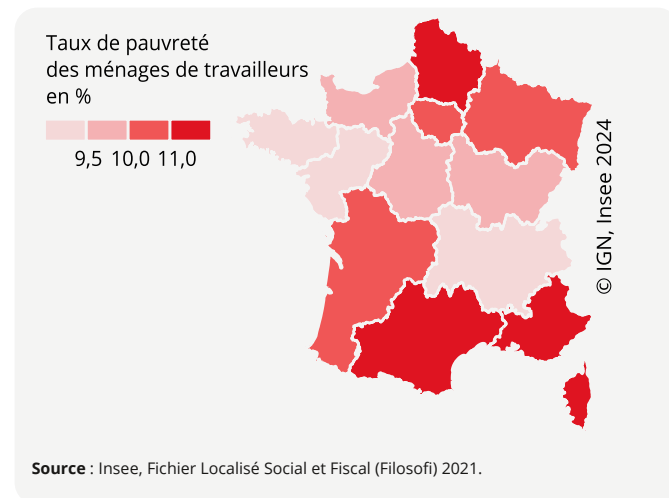 Taux de pauvreté
des ménages de travailleurs
en %
9,5 10,0 11,0
© IGN, Insee 2024
Source : Insee, Fichier Localisé Social et Fiscal (Filosofi) 2021.